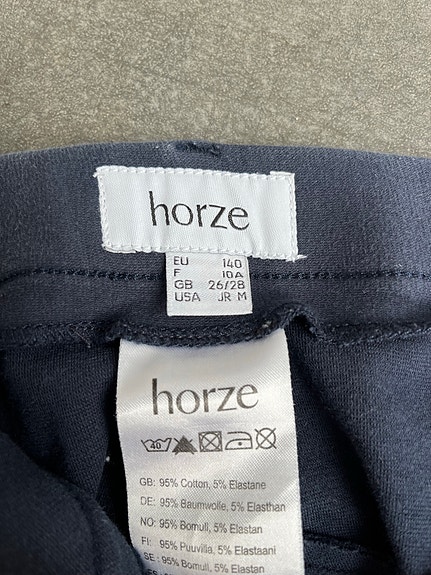 horze
EU 140
F 10A
GB 26/28
USA JR M
horze
40
GB: 95% Cotton, 5% Elastane
DE: 95% Baumwolle, 5% Elasthan
NO: 95% Bomull, 5% Elastan
FI: 95% Puuvilla, 5% Elastaani
SE: 95% Bomull, 5% Elastan